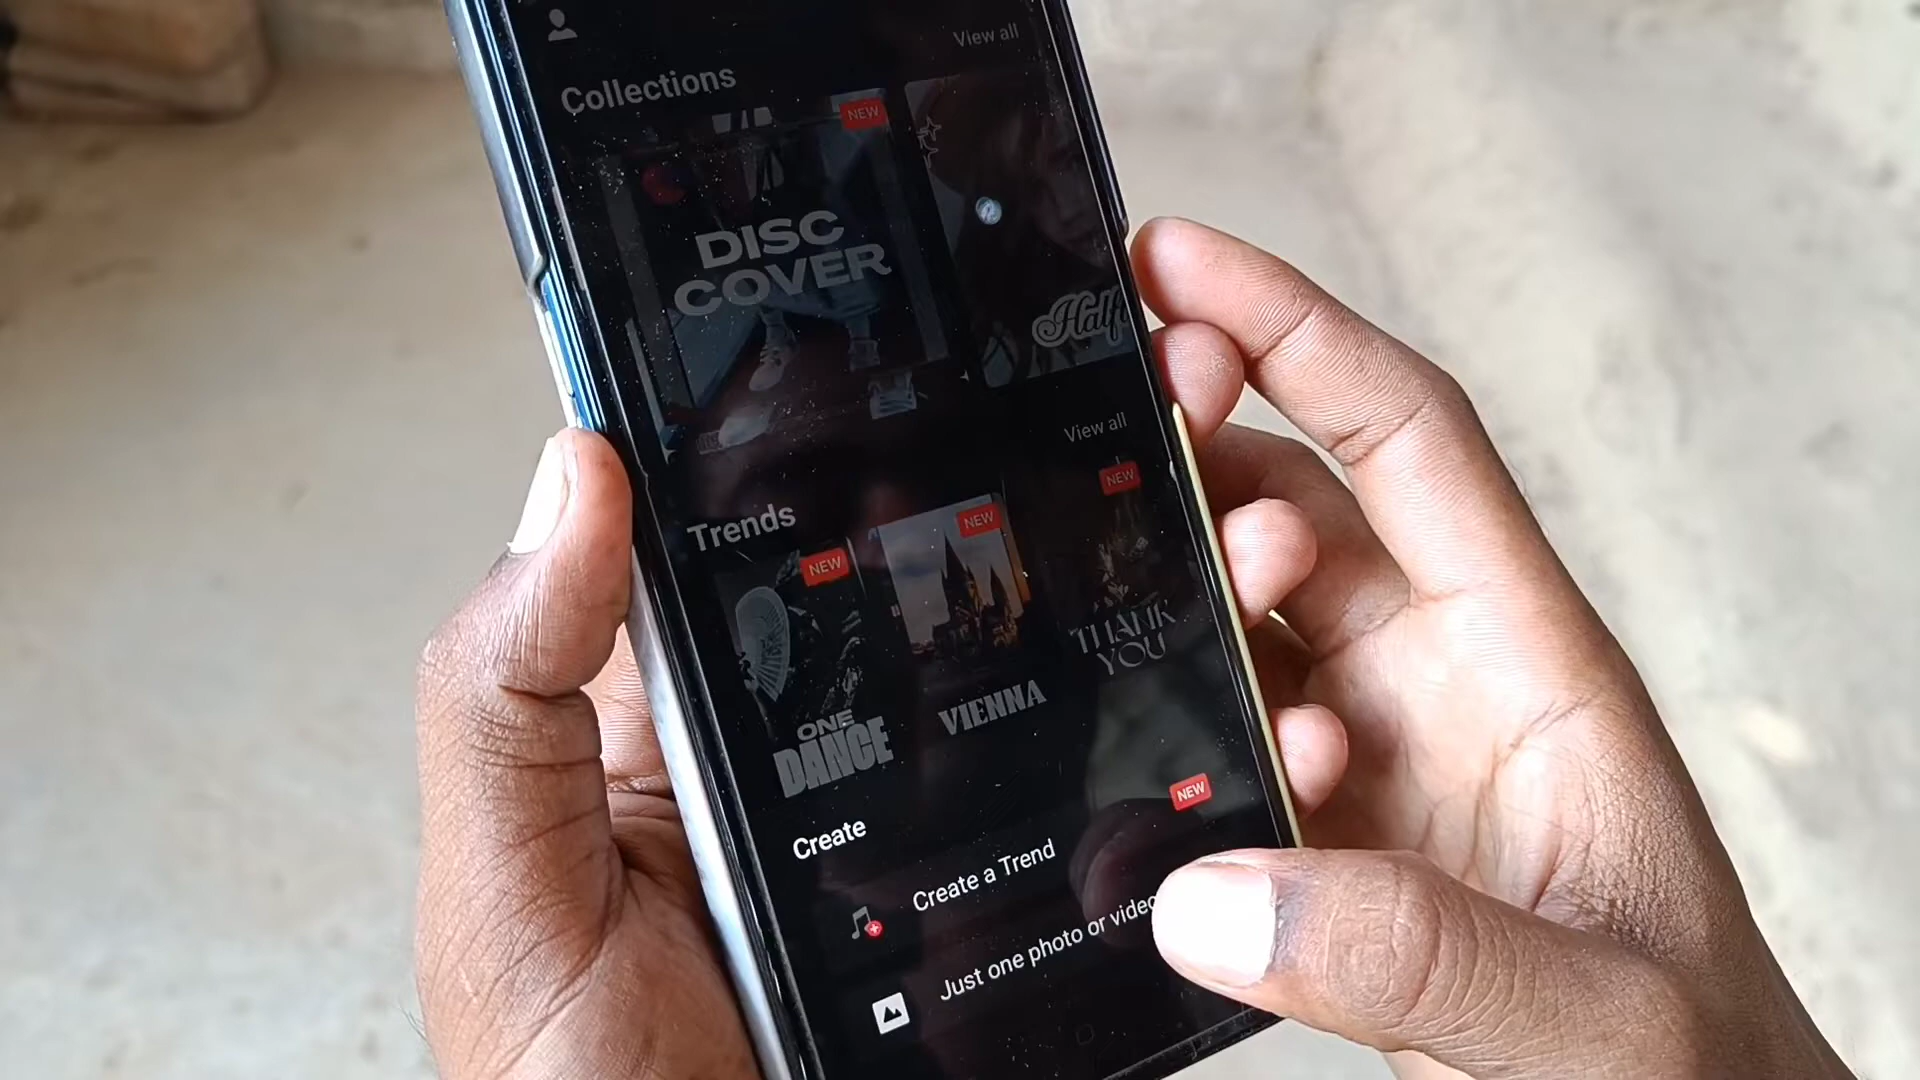 View all
Collections
NEW
DISC
COVER
View all
Trends
NEW
NEW
NEW
ONE
DANCE
VIENNA
THANK
YOU
Create
NEW
Create a Trend
Just one photo or video